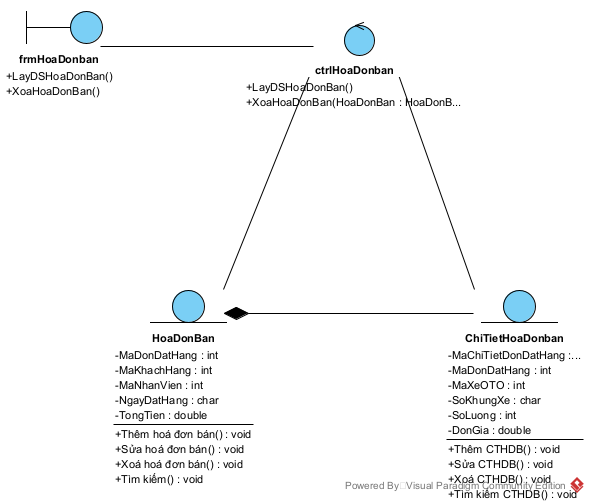 frmHoaDonban
+LayDSHoaDonBan()
+XoaHoaDonBan()
ctrlHoaDonban
+LayDSHoaDonBan()
+XoaHoaDonBan(HoaDonBan : HoaDonB...
HoaDonBan
-MaDonDatHang : int
-MaKhachHang : int
-MaNhanVien : int
-NgayDatHang : char
-TongTien : double
+Thêm hoá đơn bán() : void
+Sửa hoá đơn bán() : void
+Xoá hoá đơn bán() : void
+Tìm kiếm() : void
ChiTietHoaDonban
-MaChiTietDonDatHang :...
-MaDonDatHang : int
-MaXeOTO : int
-SoKhungXe : char
-SoLuong : int
-DonGia : double
+Thêm CTHDB() : void
+Sửa CTHDB() : void
+Xoá CTHDB() : void
+Tìm kiếm CTHDB() : void
Powered By Visual Paradigm Community Edition